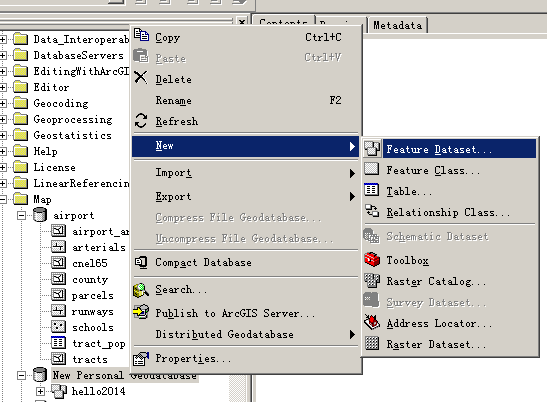 Contents
Metadata
Data_Interoperab
DatabaseServers
EditingWithArcGI
Editor
Geocoding
Geoprocessing
Geostatistics
Help
License
LinearReferencing
Map
airport
airport_ar
arterials
cnel65
county
parcels
runways
schools
tract_pop
tracts
New Personal Geodatabase
hello2014
Copy Ctrl+C
Paste Ctrl+V
Delete
Rename F2
Refresh
New
Import
Export
Compress File Geodatabase...
Uncompress File Geodatabase...
Compact Database
Search...
Publish to ArcGIS Server...
Distributed Geodatabase
Properties...
Feature Dataset...
Feature Class...
Table...
Relationship Class...
Schematic Dataset
Toolbox
Raster Catalog...
Survey Dataset...
Address Locator...
Raster Dataset...